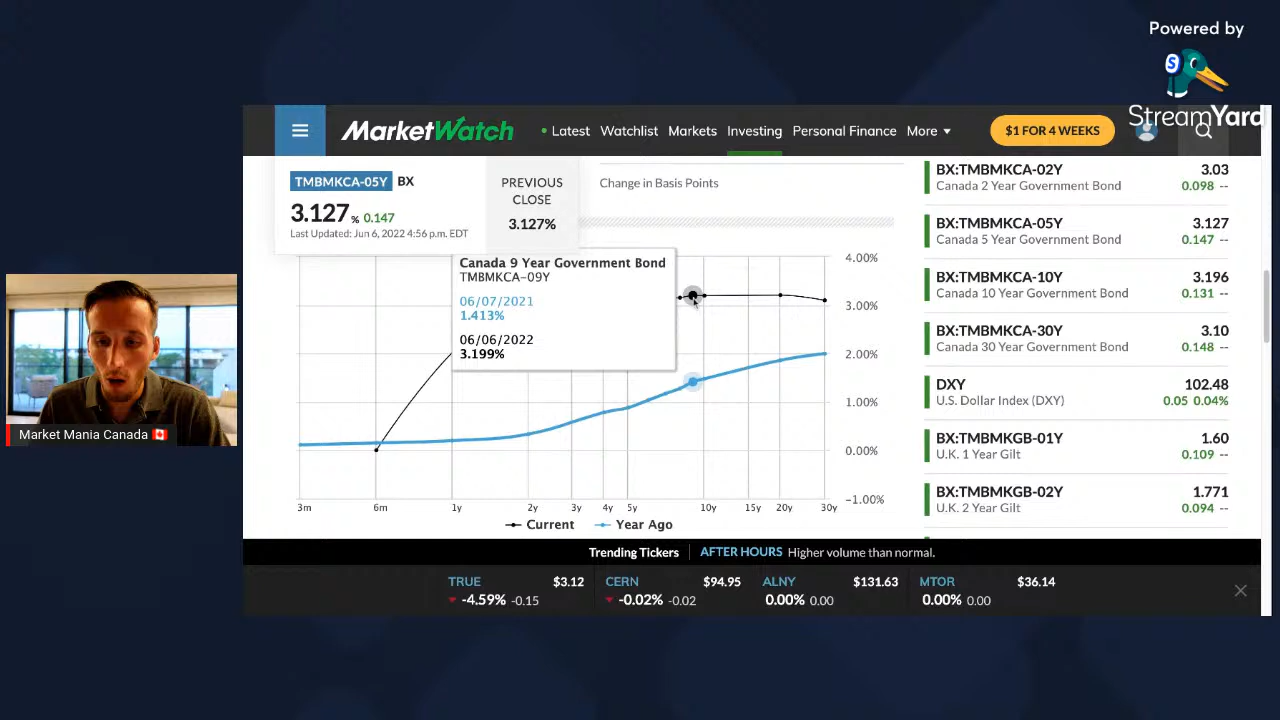 Powered by
S
StreamYard
MarketWatch
Latest Watchlist Markets Investing Personal Finance More
$1 FOR 4 WEEKS
TMBMKCA-05Y BX
3.127 % 0.147
Last Updated: Jun 6, 2022 4:56 p.m. EDT
PREVIOUS
CLOSE
3.127%
Change in Basis Points
Canada 9 Year Government Bond
TMBMKCA-09Y
06/07/2021
1.413%
06/06/2022
3.199%
4.00%
3.00%
2.00%
1.00%
0.00%
-1.00%
3m 6m 1y 2y 3y 4y 5y 10y 15y 20y 30y
Current Year Ago
BX:TMBMKCA-02Y 3.03
Canada 2 Year Government Bond 0.098 --
BX:TMBMKCA-05Y 3.127
Canada 5 Year Government Bond 0.147 --
BX:TMBMKCA-10Y 3.196
Canada 10 Year Government Bond 0.131 --
BX:TMBMKCA-30Y 3.10
Canada 30 Year Government Bond 0.148 --
DXY 102.48
U.S. Dollar Index (DXY) 0.05 0.04%
BX:TMBMKGB-01Y 1.60
U.K. 1 Year Gilt 0.109 --
BX:TMBMKGB-02Y 1.771
U.K. 2 Year Gilt 0.094 --
Market Mania Canada 🇨🇦
Trending Tickers AFTER HOURS Higher volume than normal.
TRUE $3.12 CERN $94.95 ALNY $131.63 MTOR $36.14
-4.59% -0.15 -0.02% -0.02 0.00% 0.00 0.00% 0.00